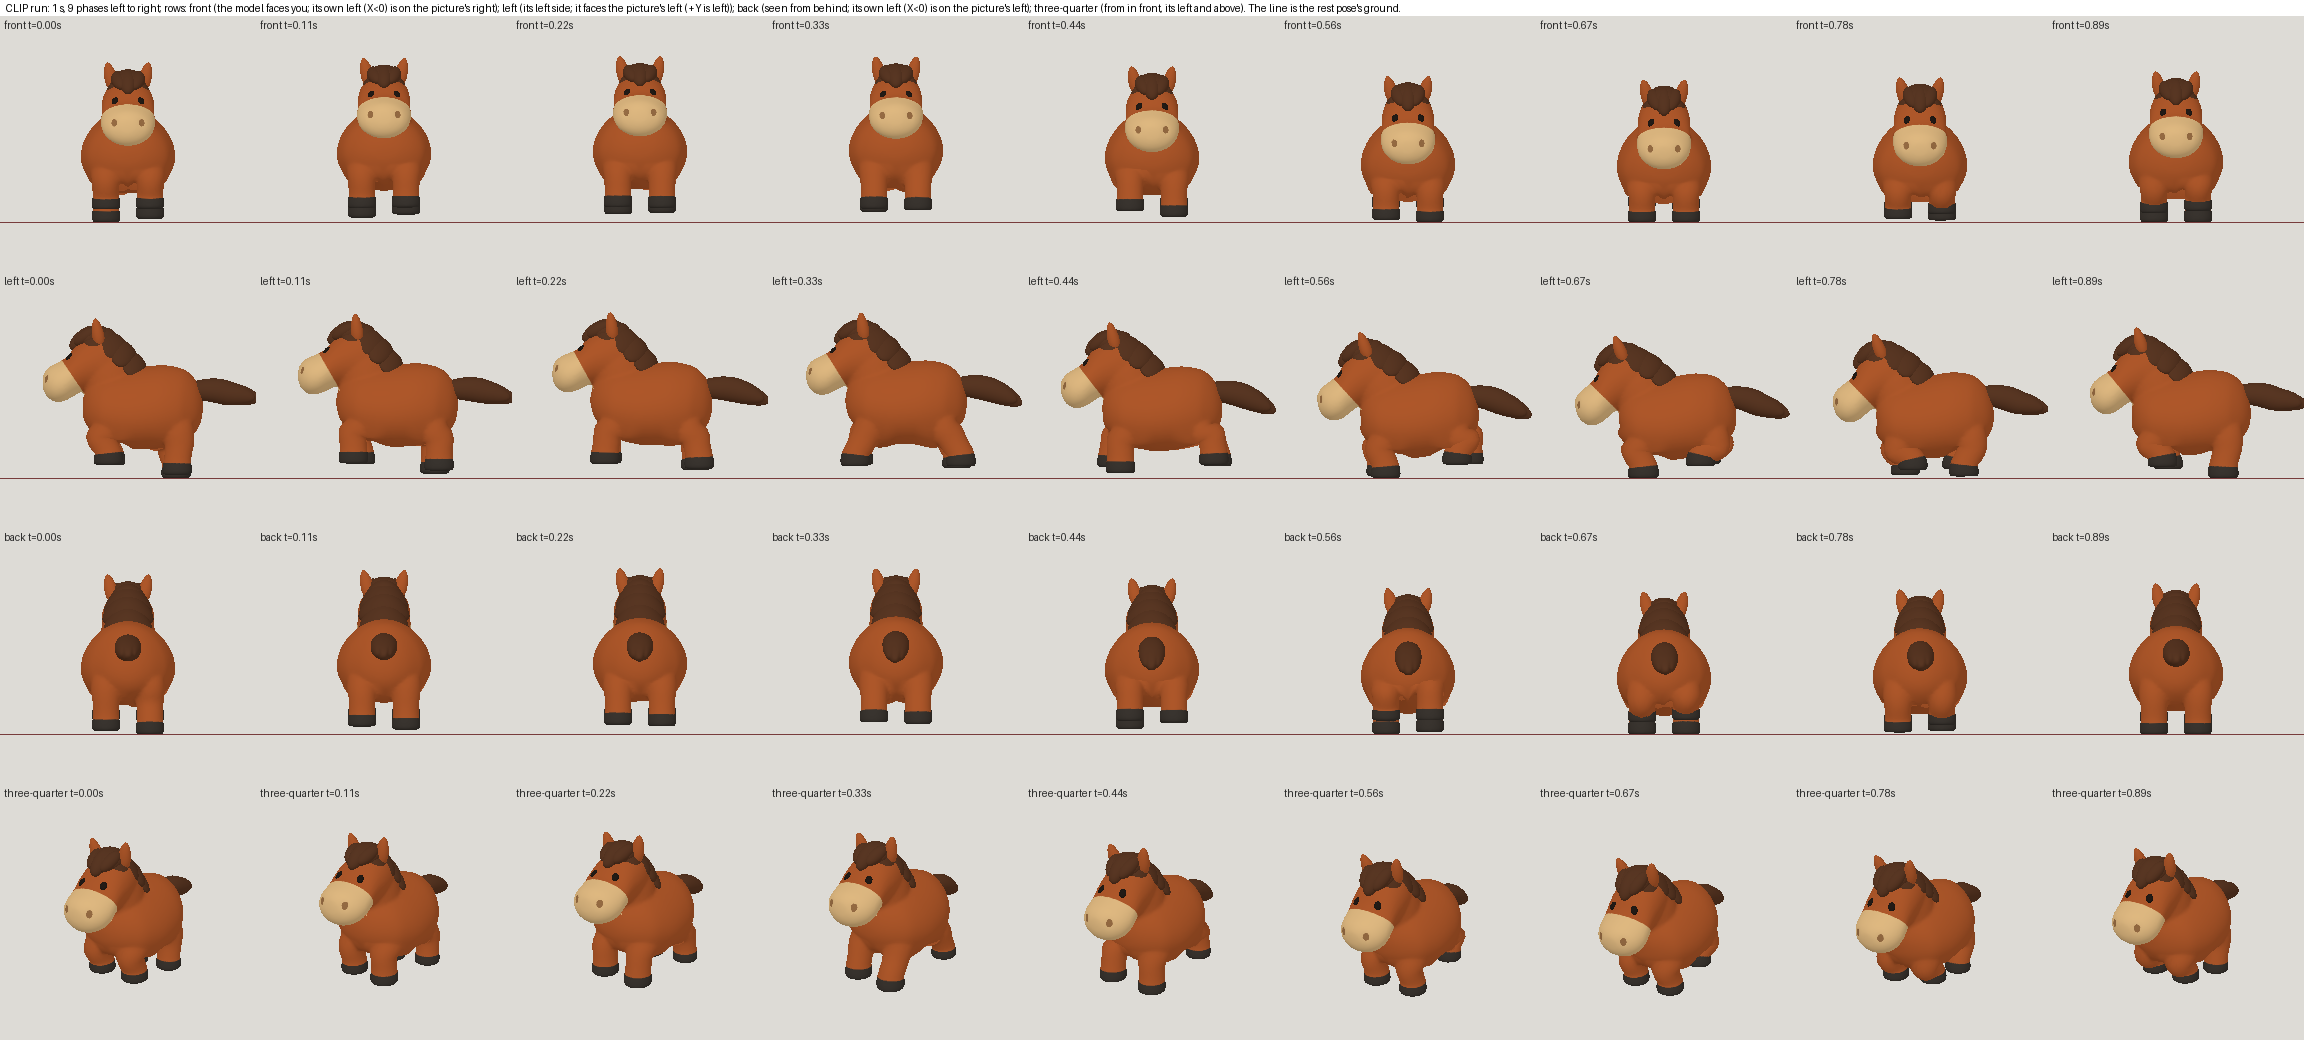 CLIP run: 1 s, 9 phases left to right; rows: front (the model faces you; its own left (X<0) is on the picture's right); left (its left side; it faces the picture's left (+Y is left)); back (seen from behind; its own left (X<0) is on the picture's left); three-quarter (from in front, its left and above). The line is the rest pose's ground.
front t=0.00s front t=0.11s front t=0.22s front t=0.33s front t=0.44s front t=0.56s front t=0.67s front t=0.78s front t=0.89s
left t=0.00s left t=0.11s left t=0.22s left t=0.33s left t=0.44s left t=0.56s left t=0.67s left t=0.78s left t=0.89s
back t=0.00s back t=0.11s back t=0.22s back t=0.33s back t=0.44s back t=0.56s back t=0.67s back t=0.78s back t=0.89s
three-quarter t=0.00s three-quarter t=0.11s three-quarter t=0.22s three-quarter t=0.33s three-quarter t=0.44s three-quarter t=0.56s three-quarter t=0.67s three-quarter t=0.78s three-quarter t=0.89s